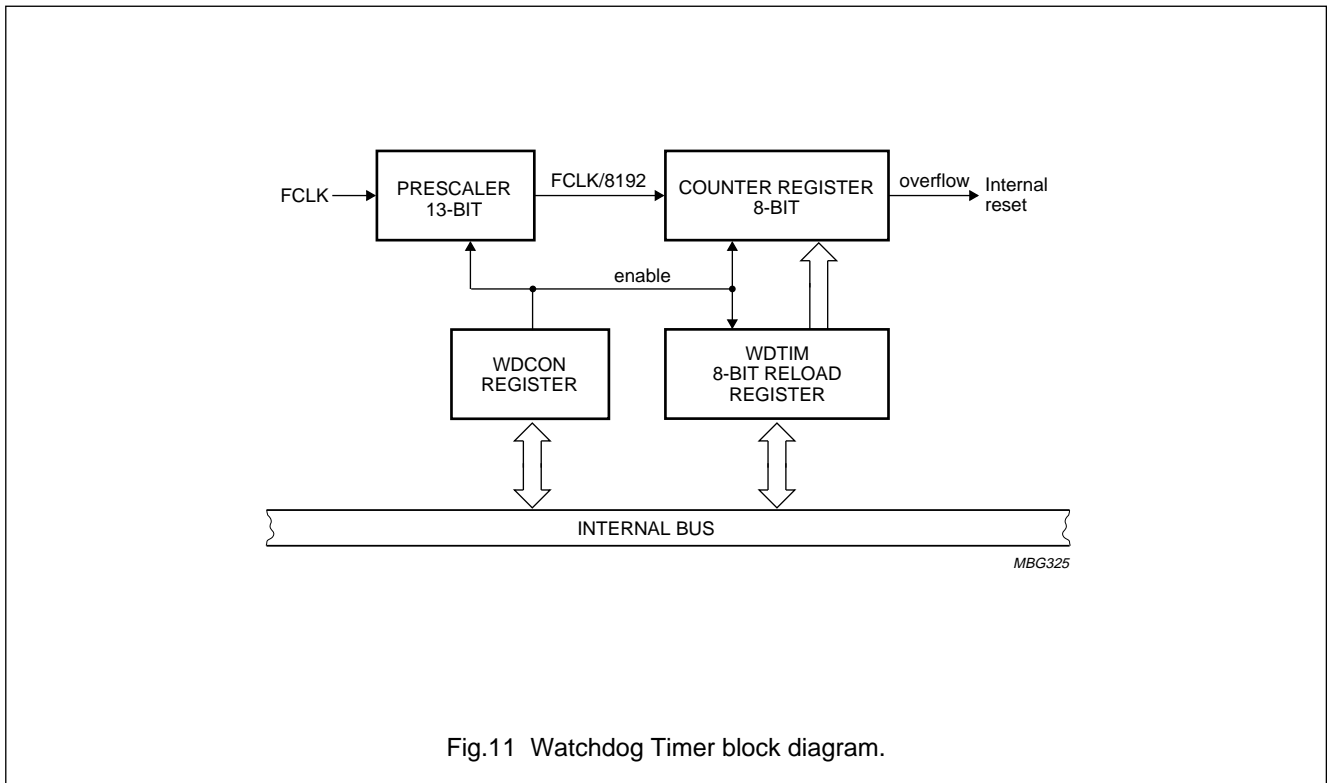 FCLK
PRESCALER
13-BIT
FCLK/8192
COUNTER REGISTER
8-BIT
overflow
Internal
reset
enable
WDCON
REGISTER
WDTIM
8-BIT RELOAD
REGISTER
INTERNAL BUS
MBG325
Fig.11 Watchdog Timer block diagram.